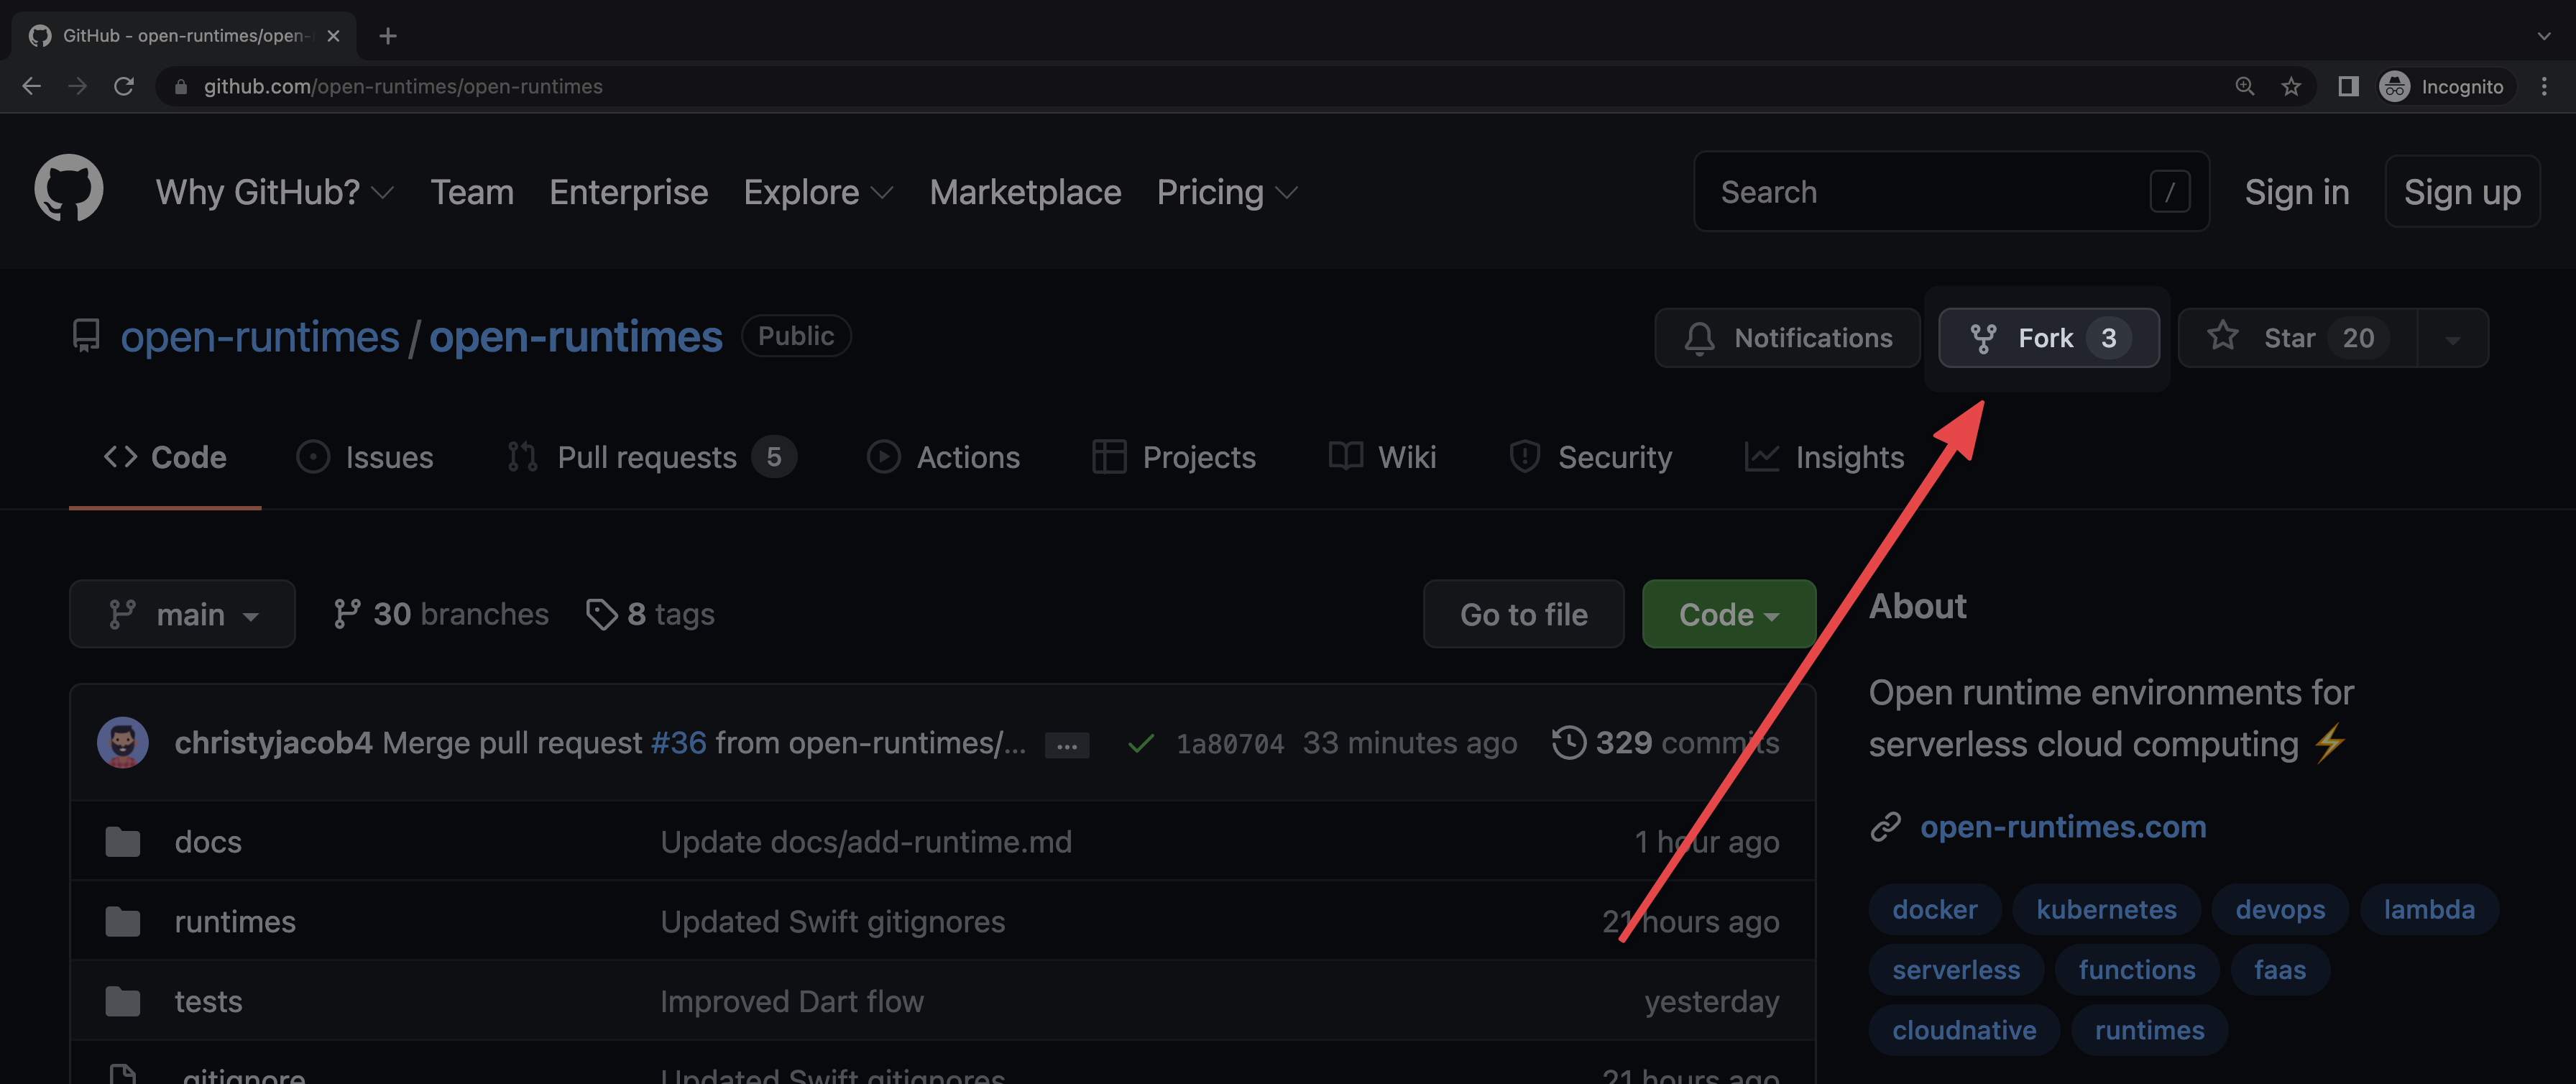 GitHub - open-runtimes/open-
github.com/open-runtimes/open-runtimes
Incognito
Why GitHub? Team Enterprise Explore Marketplace Pricing
Search /
Sign in Sign up
open-runtimes / open-runtimes Public
Notifications Fork 3 Star 20
Code Issues Pull requests 5 Actions Projects Wiki Security Insights
main 30 branches 8 tags Go to file Code
christyjacob4 Merge pull request #36 from open-runtimes/... ... 1a80704 33 minutes ago 329 commits
docs Update docs/add-runtime.md 1 hour ago
runtimes Updated Swift gitignores 21 hours ago
tests Improved Dart flow yesterday
.gitignore Updated Swift gitignores 21 hours ago
About
Open runtime environments for
serverless cloud computing ⚡
open-runtimes.com
docker kubernetes devops lambda
serverless functions faas
cloudnative runtimes